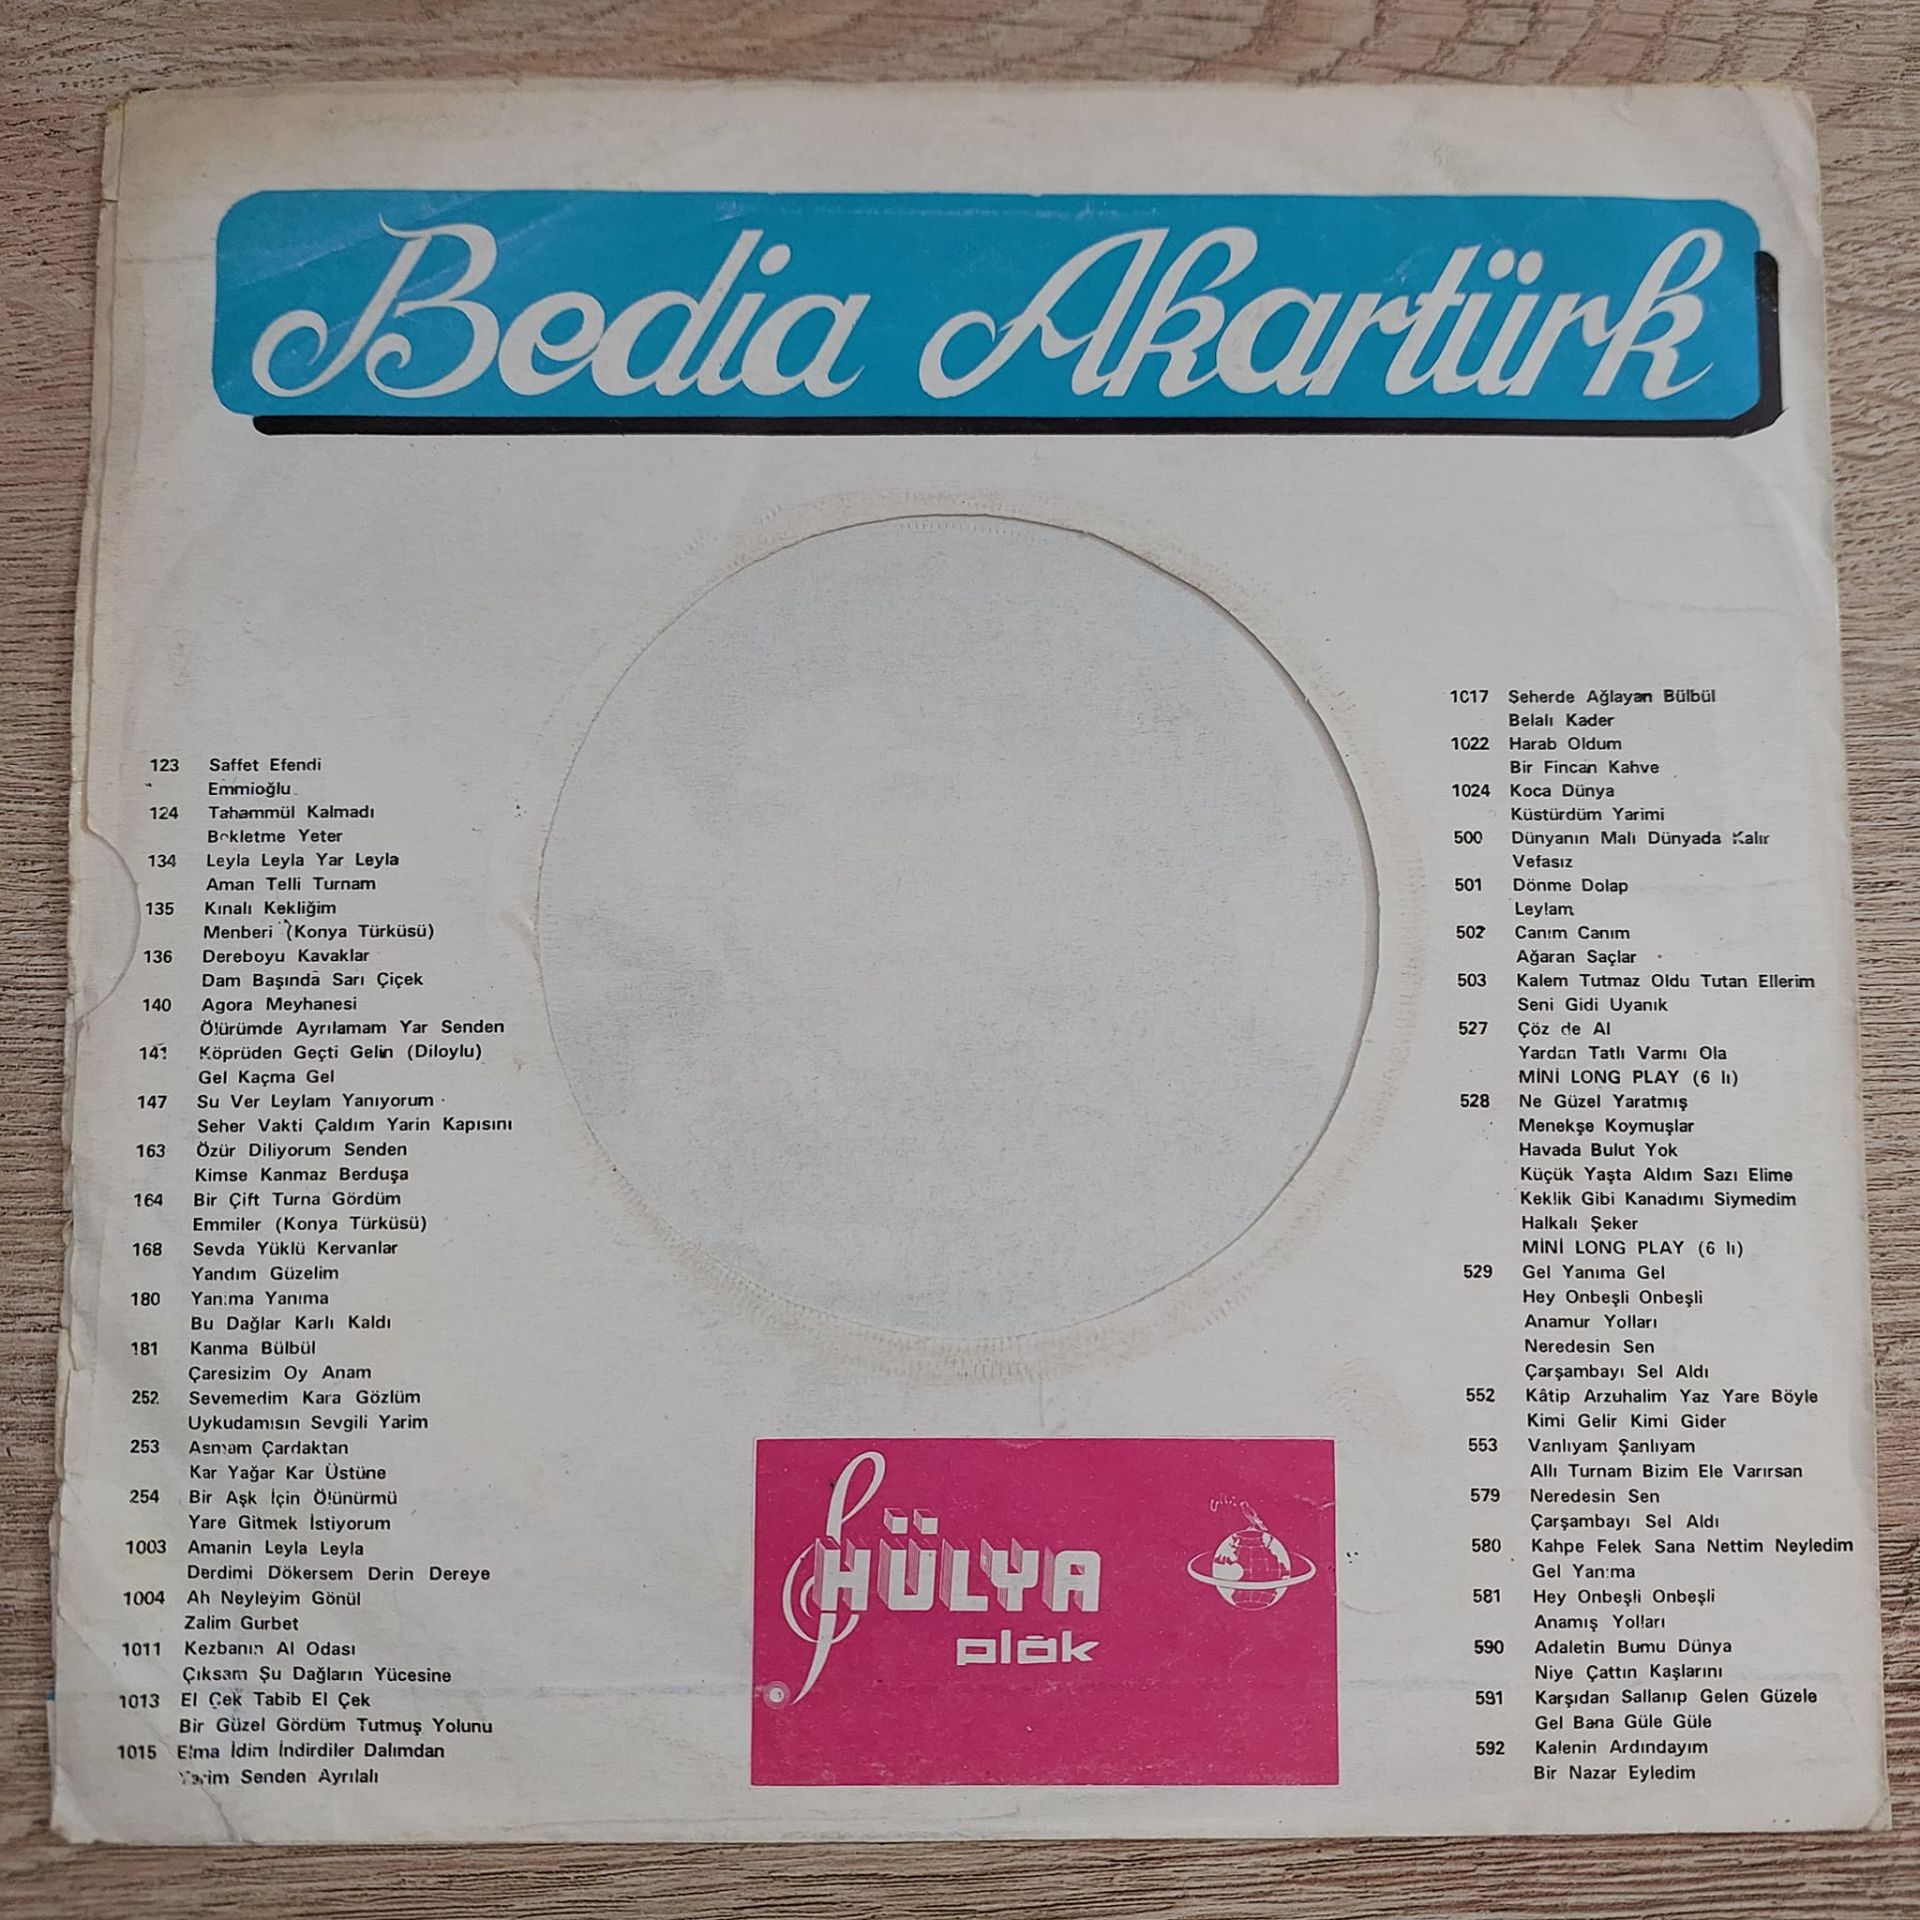 Bedia Akartürk
123 Saffet Efendi
Emmioğlu
124 Tahammül Kalmadı
Bekletme Yeter
134 Leyla Leyla Yar Leyla
Aman Telli Turnam
135 Kınalı Kekliğim
Menberi (Konya Türküsü)
136 Dereboyu Kavaklar
Dam Başında Sarı Çiçek
140 Agora Meyhanesi
Ölürümde Ayrılamam Yar Senden
141 Köprüden Geçti Gelin (Diloylu)
Gel Kaçma Gel
147 Su Ver Leylam Yanıyorum
Seher Vakti Çaldım Yarin Kapısını
163 Özür Diliyorum Senden
Kimse Kanmaz Berduşa
164 Bir Çift Turna Gördüm
Emmiler (Konya Türküsü)
168 Sevda Yüklü Kervanlar
Yandım Güzelim
180 Yanıma Yanıma
Bu Dağlar Karlı Kaldı
181 Kanma Bülbül
Çaresizim Oy Anam
252 Sevemedim Kara Gözlüm
Uykudamısın Sevgili Yarim
253 Asmam Çardaktan
Kar Yağar Kar Üstüne
254 Bir Aşk İçin Ölünürmü
Yare Gitmek İstiyorum
1003 Amanin Leyla Leyla
Derdimi Dökersem Derin Dereye
1004 Ah Neyleyim Gönül
Zalim Gurbet
1011 Kezbanın Al Odası
Çıksam Şu Dağların Yücesine
1013 El Çek Tabib El Çek
Bir Güzel Gördüm Tutmuş Yolunu
1015 Elma İdim İndirdiler Dalımdan
Yarim Senden Ayrılalı
1017 Şeherde Ağlayan Bülbül
Belalı Kader
1022 Harab Oldum
Bir Fincan Kahve
1024 Koca Dünya
Küstürdüm Yarimi
500 Dünyanın Malı Dünyada Kalır
Vefasız
501 Dönme Dolap
Leylam
502 Canım Canım
Ağaran Saçlar
503 Kalem Tutmaz Oldu Tutan Ellerim
Seni Gidi Uyanık
527 Çöz de Al
Yardan Tatlı Varmı Ola
MİNİ LONG PLAY (6 lı)
528 Ne Güzel Yaratmış
Menekşe Koymuşlar
Havada Bulut Yok
Küçük Yaşta Aldım Sazı Elime
Keklik Gibi Kanadımı Siymedim
Halkalı Şeker
MİNİ LONG PLAY (6 lı)
529 Gel Yanıma Gel
Hey Onbeşli Onbeşli
Anamur Yolları
Neredesin Sen
Çarşambayı Sel Aldı
552 Kâtip Arzuhalim Yaz Yare Böyle
Kimi Gelir Kimi Gider
553 Vanlıyam Şanlıyam
Allı Turnam Bizim Ele Varırsan
579 Neredesin Sen
Çarşambayı Sel Aldı
580 Kahpe Felek Sana Nettim Neyledim
Gel Yanıma
581 Hey Onbeşli Onbeşli
Anamış Yolları
590 Adaletin Bumu Dünya
Niye Çattın Kaşlarını
591 Karşıdan Sallanıp Gelen Güzele
Gel Bana Güle Güle
592 Kalenin Ardındayım
Bir Nazar Eyledim
HÜLYA
plâk